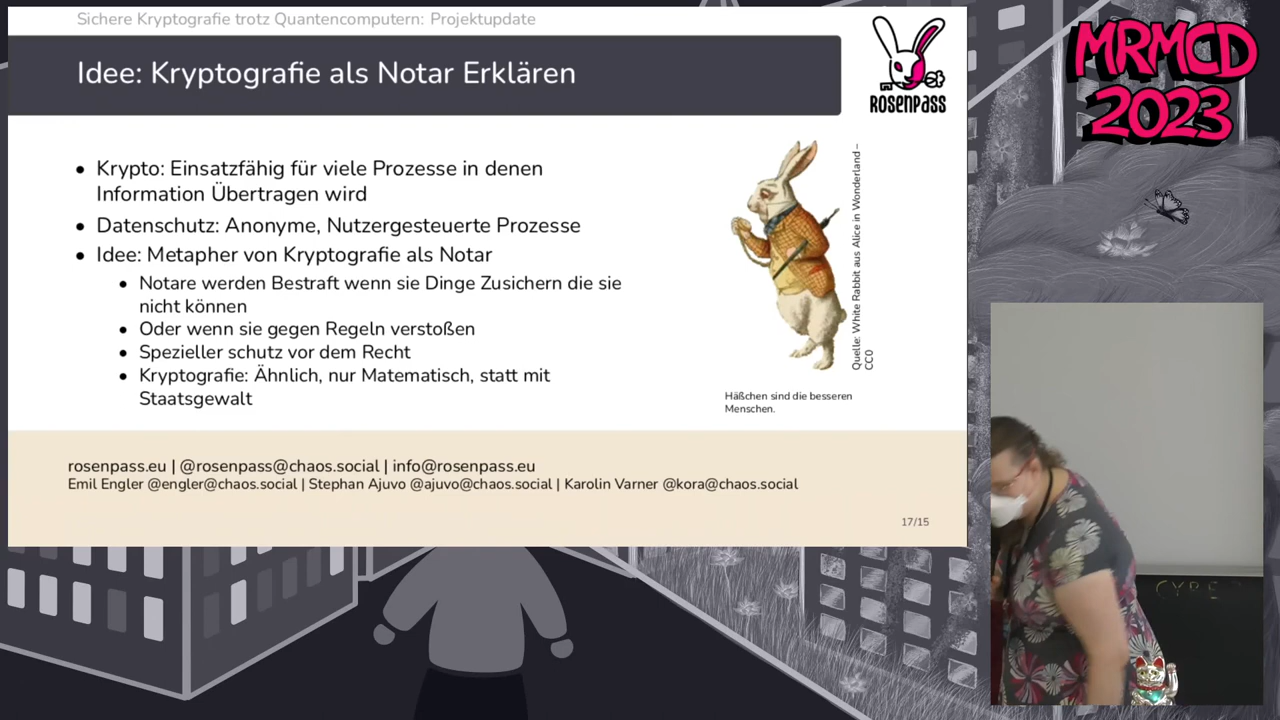 Sichere Kryptografie trotz Quantencomputern: Projektupdate
Idee: Kryptografie als Notar Erklären
ROSENPASS
MRMCD
2023
Krypto: Einsatzfähig für viele Prozesse in denen
Information Übertragen wird
Datenschutz: Anonyme, Nutzergesteuerte Prozesse
Idee: Metapher von Kryptografie als Notar
Notare werden Bestraft wenn sie Dinge Zusichern die sie
nicht können
Oder wenn sie gegen Regeln verstoßen
Spezieller schutz vor dem Recht
Kryptografie: Ähnlich, nur Matematisch, statt mit
Staatsgewalt
Quelle: White Rabbit aus Alice in Wonderland –
CC0
Häßchen sind die besseren
Menschen.
rosenpass.eu | @rosenpass@chaos.social | info@rosenpass.eu
Emil Engler @engler@chaos.social | Stephan Ajuvo @ajuvo@chaos.social | Karolin Varner @kora@chaos.social
17/15